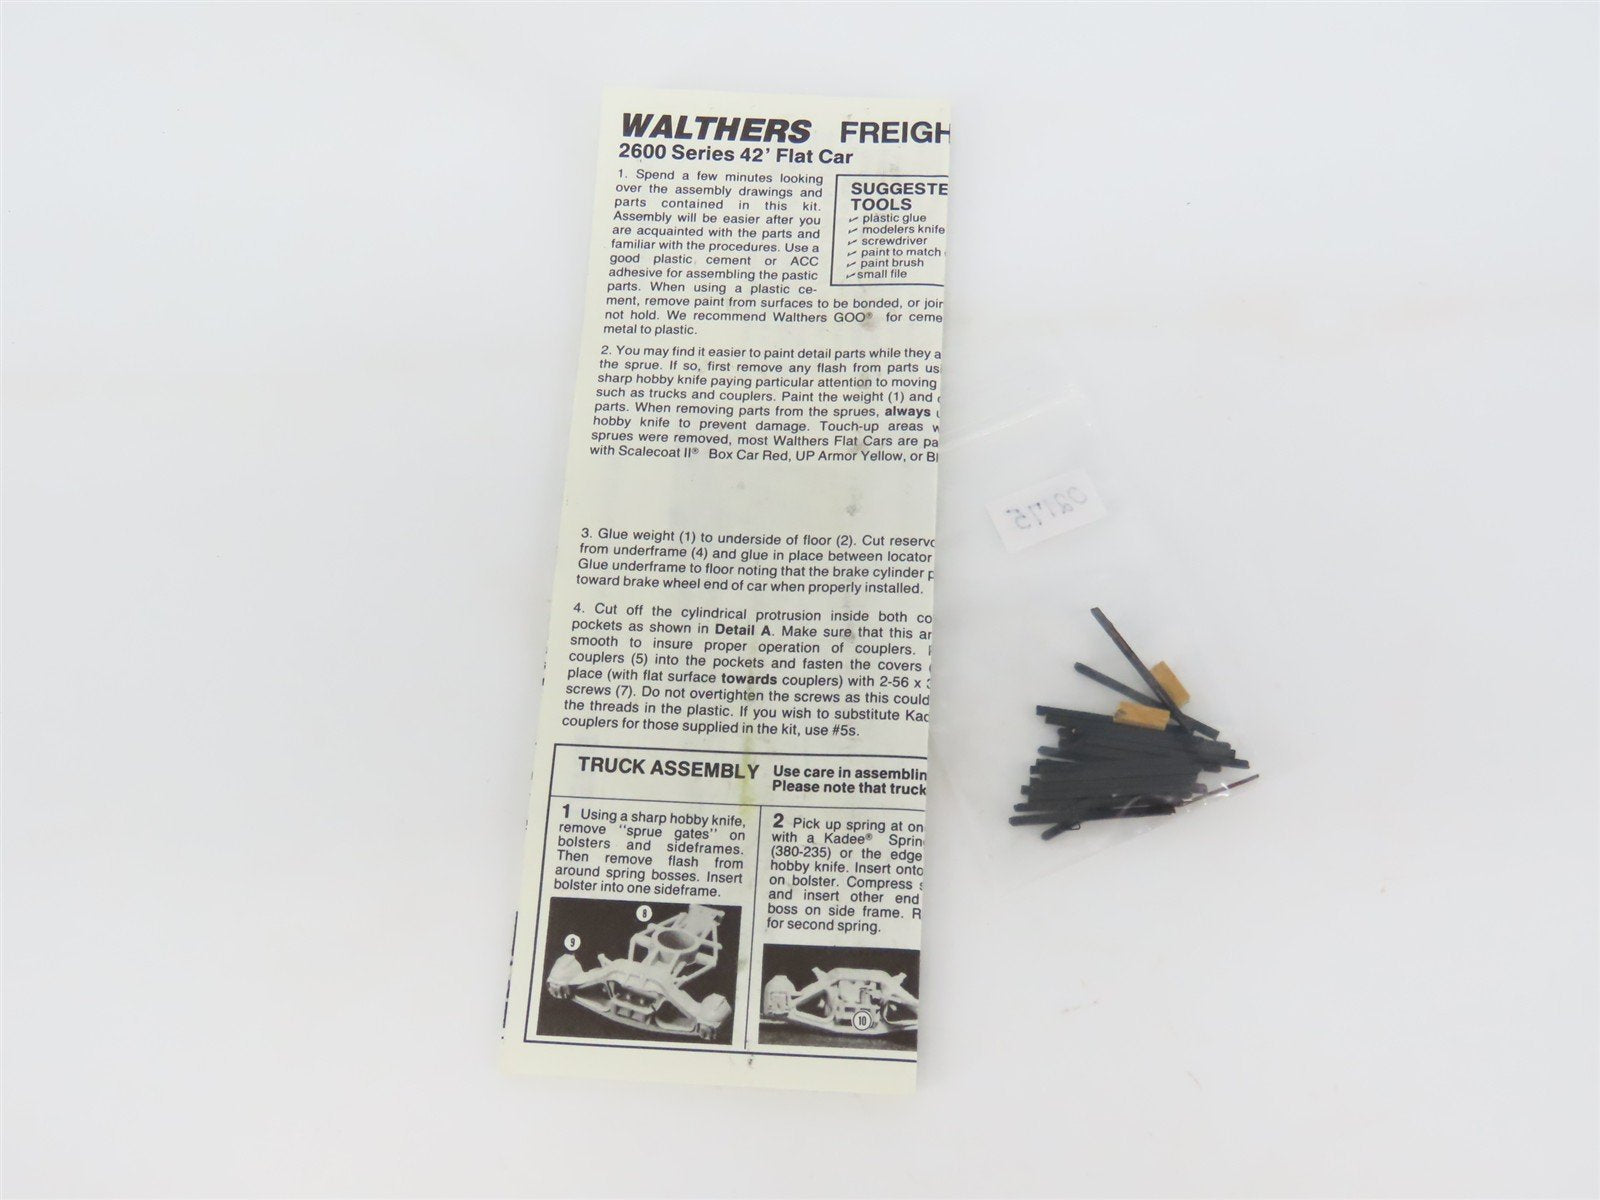 WALTHERS FREIGH
2600 Series 42' Flat Car
1. Spend a few minutes looking
over the assembly drawings and
parts contained in this kit.
Assembly will be easier after you
are acquainted with the parts and
familiar with the procedures. Use a
good plastic cement or ACC
adhesive for assembling the pastic
parts. When using a plastic ce-
ment, remove paint from surfaces to be bonded, or join
not hold. We recommend Walthers GOO® for ceme
metal to plastic.
SUGGESTE
TOOLS
plastic glue
modelers knife
screwdriver
paint to match
paint brush
small file
2. You may find it easier to paint detail parts while they a
the sprue. If so, first remove any flash from parts us
sharp hobby knife paying particular attention to moving
such as trucks and couplers. Paint the weight (1) and
parts. When removing parts from the sprues, always
hobby knife to prevent damage. Touch-up areas w
sprues were removed, most Walthers Flat Cars are pa
with Scalecoat II® Box Car Red, UP Armor Yellow, or Bl
3. Glue weight (1) to underside of floor (2). Cut reservo
from underframe (4) and glue in place between locator
Glue underframe to floor noting that the brake cylinder p
toward brake wheel end of car when properly installed.
4. Cut off the cylindrical protrusion inside both co
pockets as shown in Detail A. Make sure that this ar
smooth to insure proper operation of couplers.
couplers (5) into the pockets and fasten the covers
place (with flat surface towards couplers) with 2-56 x
screws (7). Do not overtighten the screws as this could
the threads in the plastic. If you wish to substitute Kad
couplers for those supplied in the kit, use #5s.
TRUCK ASSEMBLY Use care in assemblin
Please note that truck
1 Using a sharp hobby knife,
remove "sprue gates" on
bolsters and sideframes.
Then remove flash from
around spring bosses. Insert
bolster into one sideframe.
8
9
2 Pick up spring at on
with a Kadee® Sprin
(380-235) or the edge
hobby knife. Insert onto
on bolster. Compress s
and insert other end
boss on side frame. R
for second spring.
10
02175